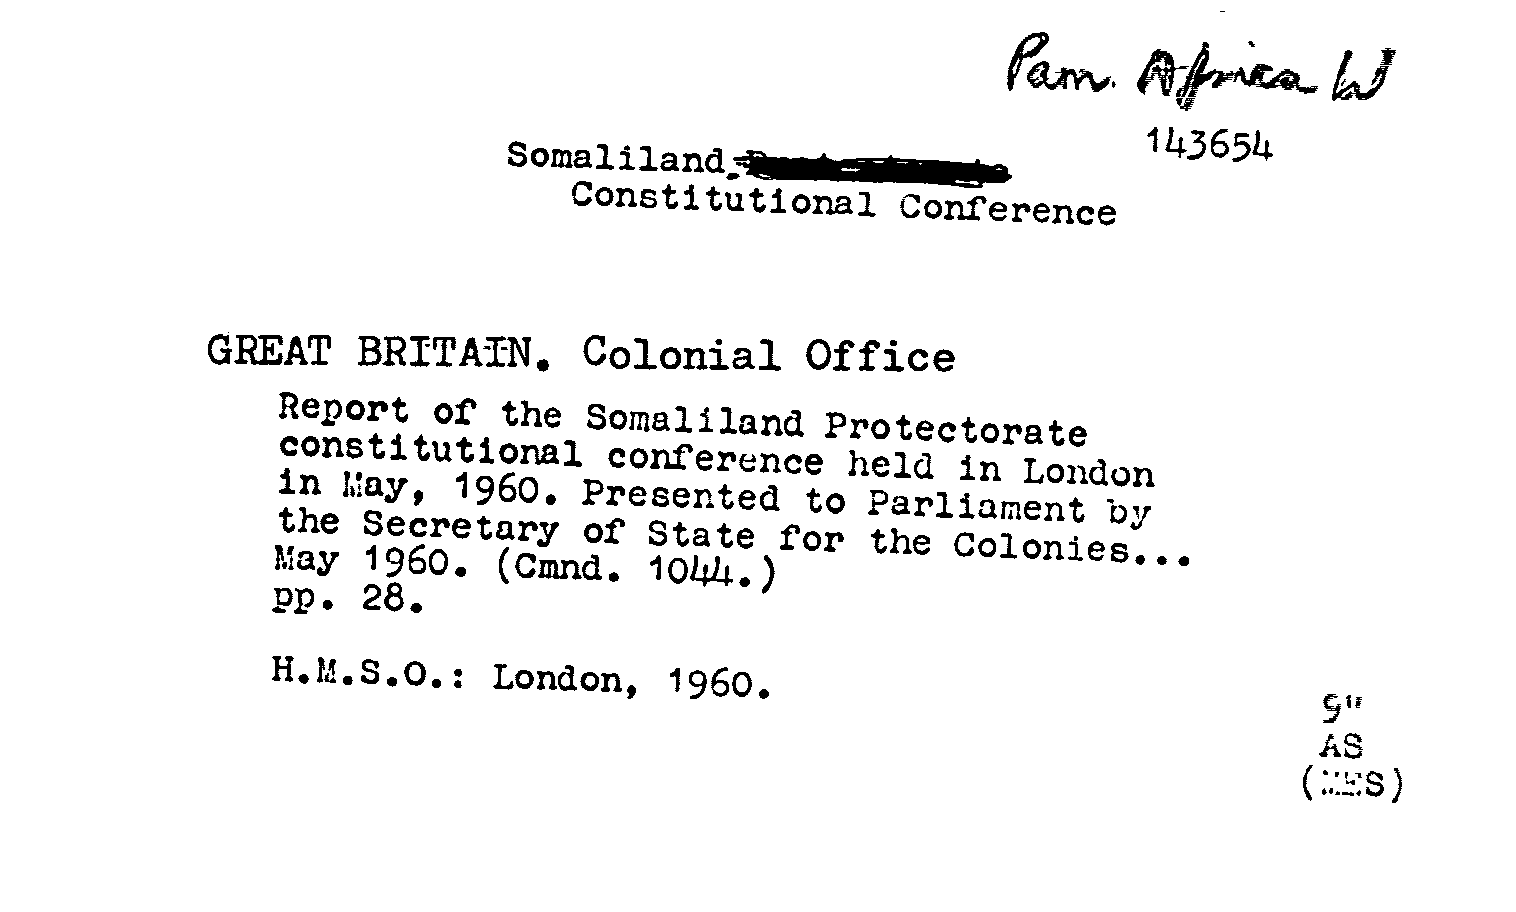 Pam. Africa W
143654
Somaliland.
Constitutional Conference
GREAT BRITAIN. Colonial Office
Report of the Somaliland Protectorate
constitutional conference held in London
in May, 1960. Presented to Parliament by
the Secretary of State for the Colonies...
May 1960. (Cmnd. 1044.)
pp. 28.
H.M.S.O.: London, 1960.
9"
AS
(MES)